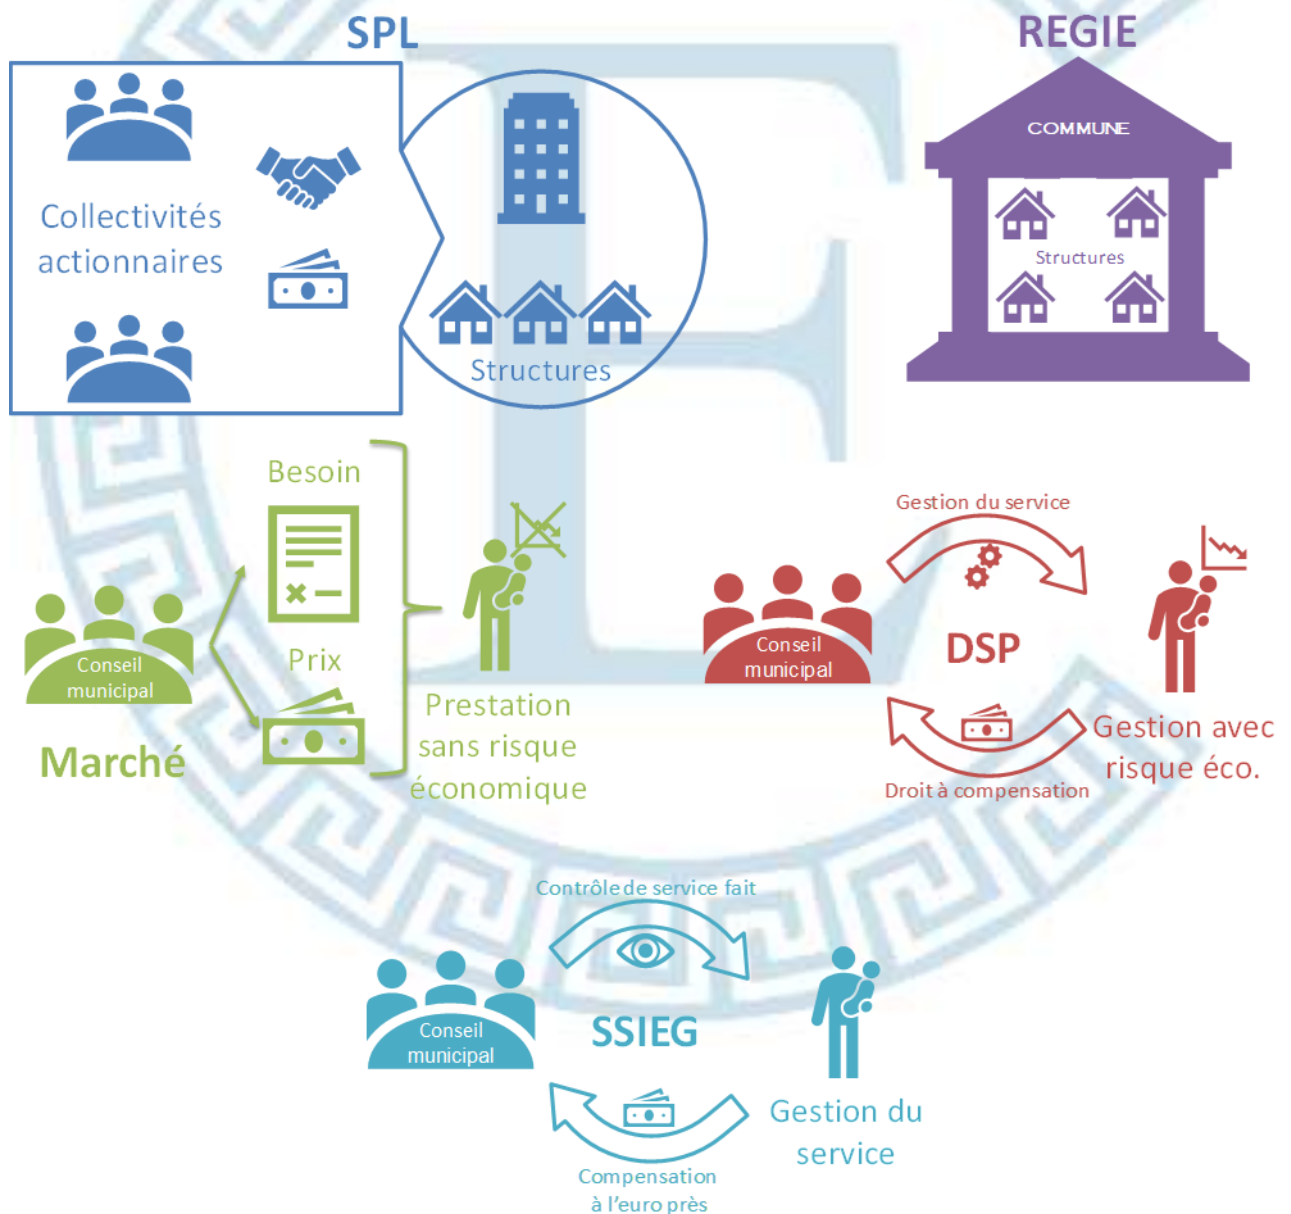 SPL
Collectivités
actionnaires
Structures
REGIE
COMMUNE
Structures
Besoin
Prix
Conseil
municipal
Marché
Prestation
sans risque
économique
Gestion du service
Conseil
municipal
DSP
Droit à compensation
Gestion avec
risque éco.
Contrôle de service fait
Conseil
municipal
SSIEG
Gestion du
service
Compensation
à l'euro près